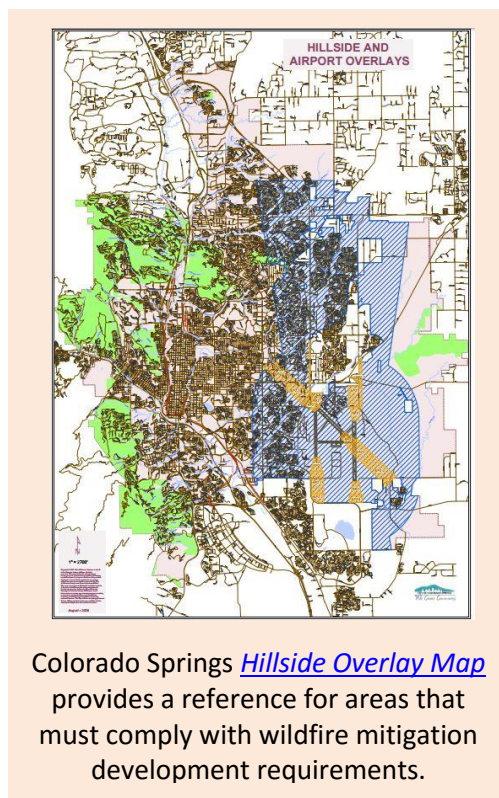 HILLSIDE AND
AIRPORT OVERLAYS
Colorado Springs Hillside Overlay Map
provides a reference for areas that
must comply with wildfire mitigation
development requirements.